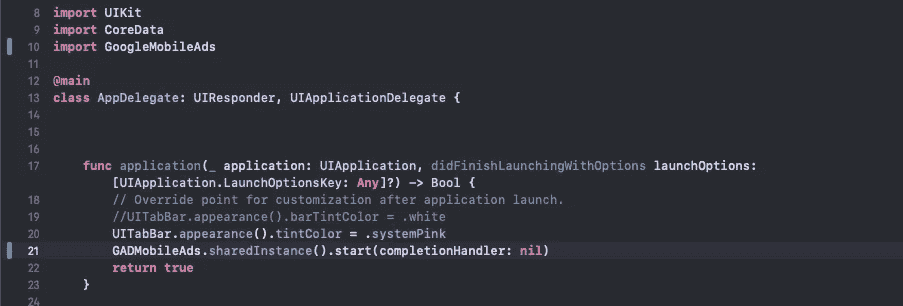 8 import UIKit
9 import CoreData
10 import GoogleMobileAds
11
12 @main
13 class AppDelegate: UIResponder, UIApplicationDelegate {
14
15
16
17 func application(_ application: UIApplication, didFinishLaunchingWithOptions launchOptions:
[UIApplication.LaunchOptionsKey: Any]?) -> Bool {
18 // Override point for customization after application launch.
19 //UITabBar.appearance().barTintColor = .white
20 UITabBar.appearance().tintColor = .systemPink
21 GADMobileAds.sharedInstance().start(completionHandler: nil)
22 return true
23 }
24